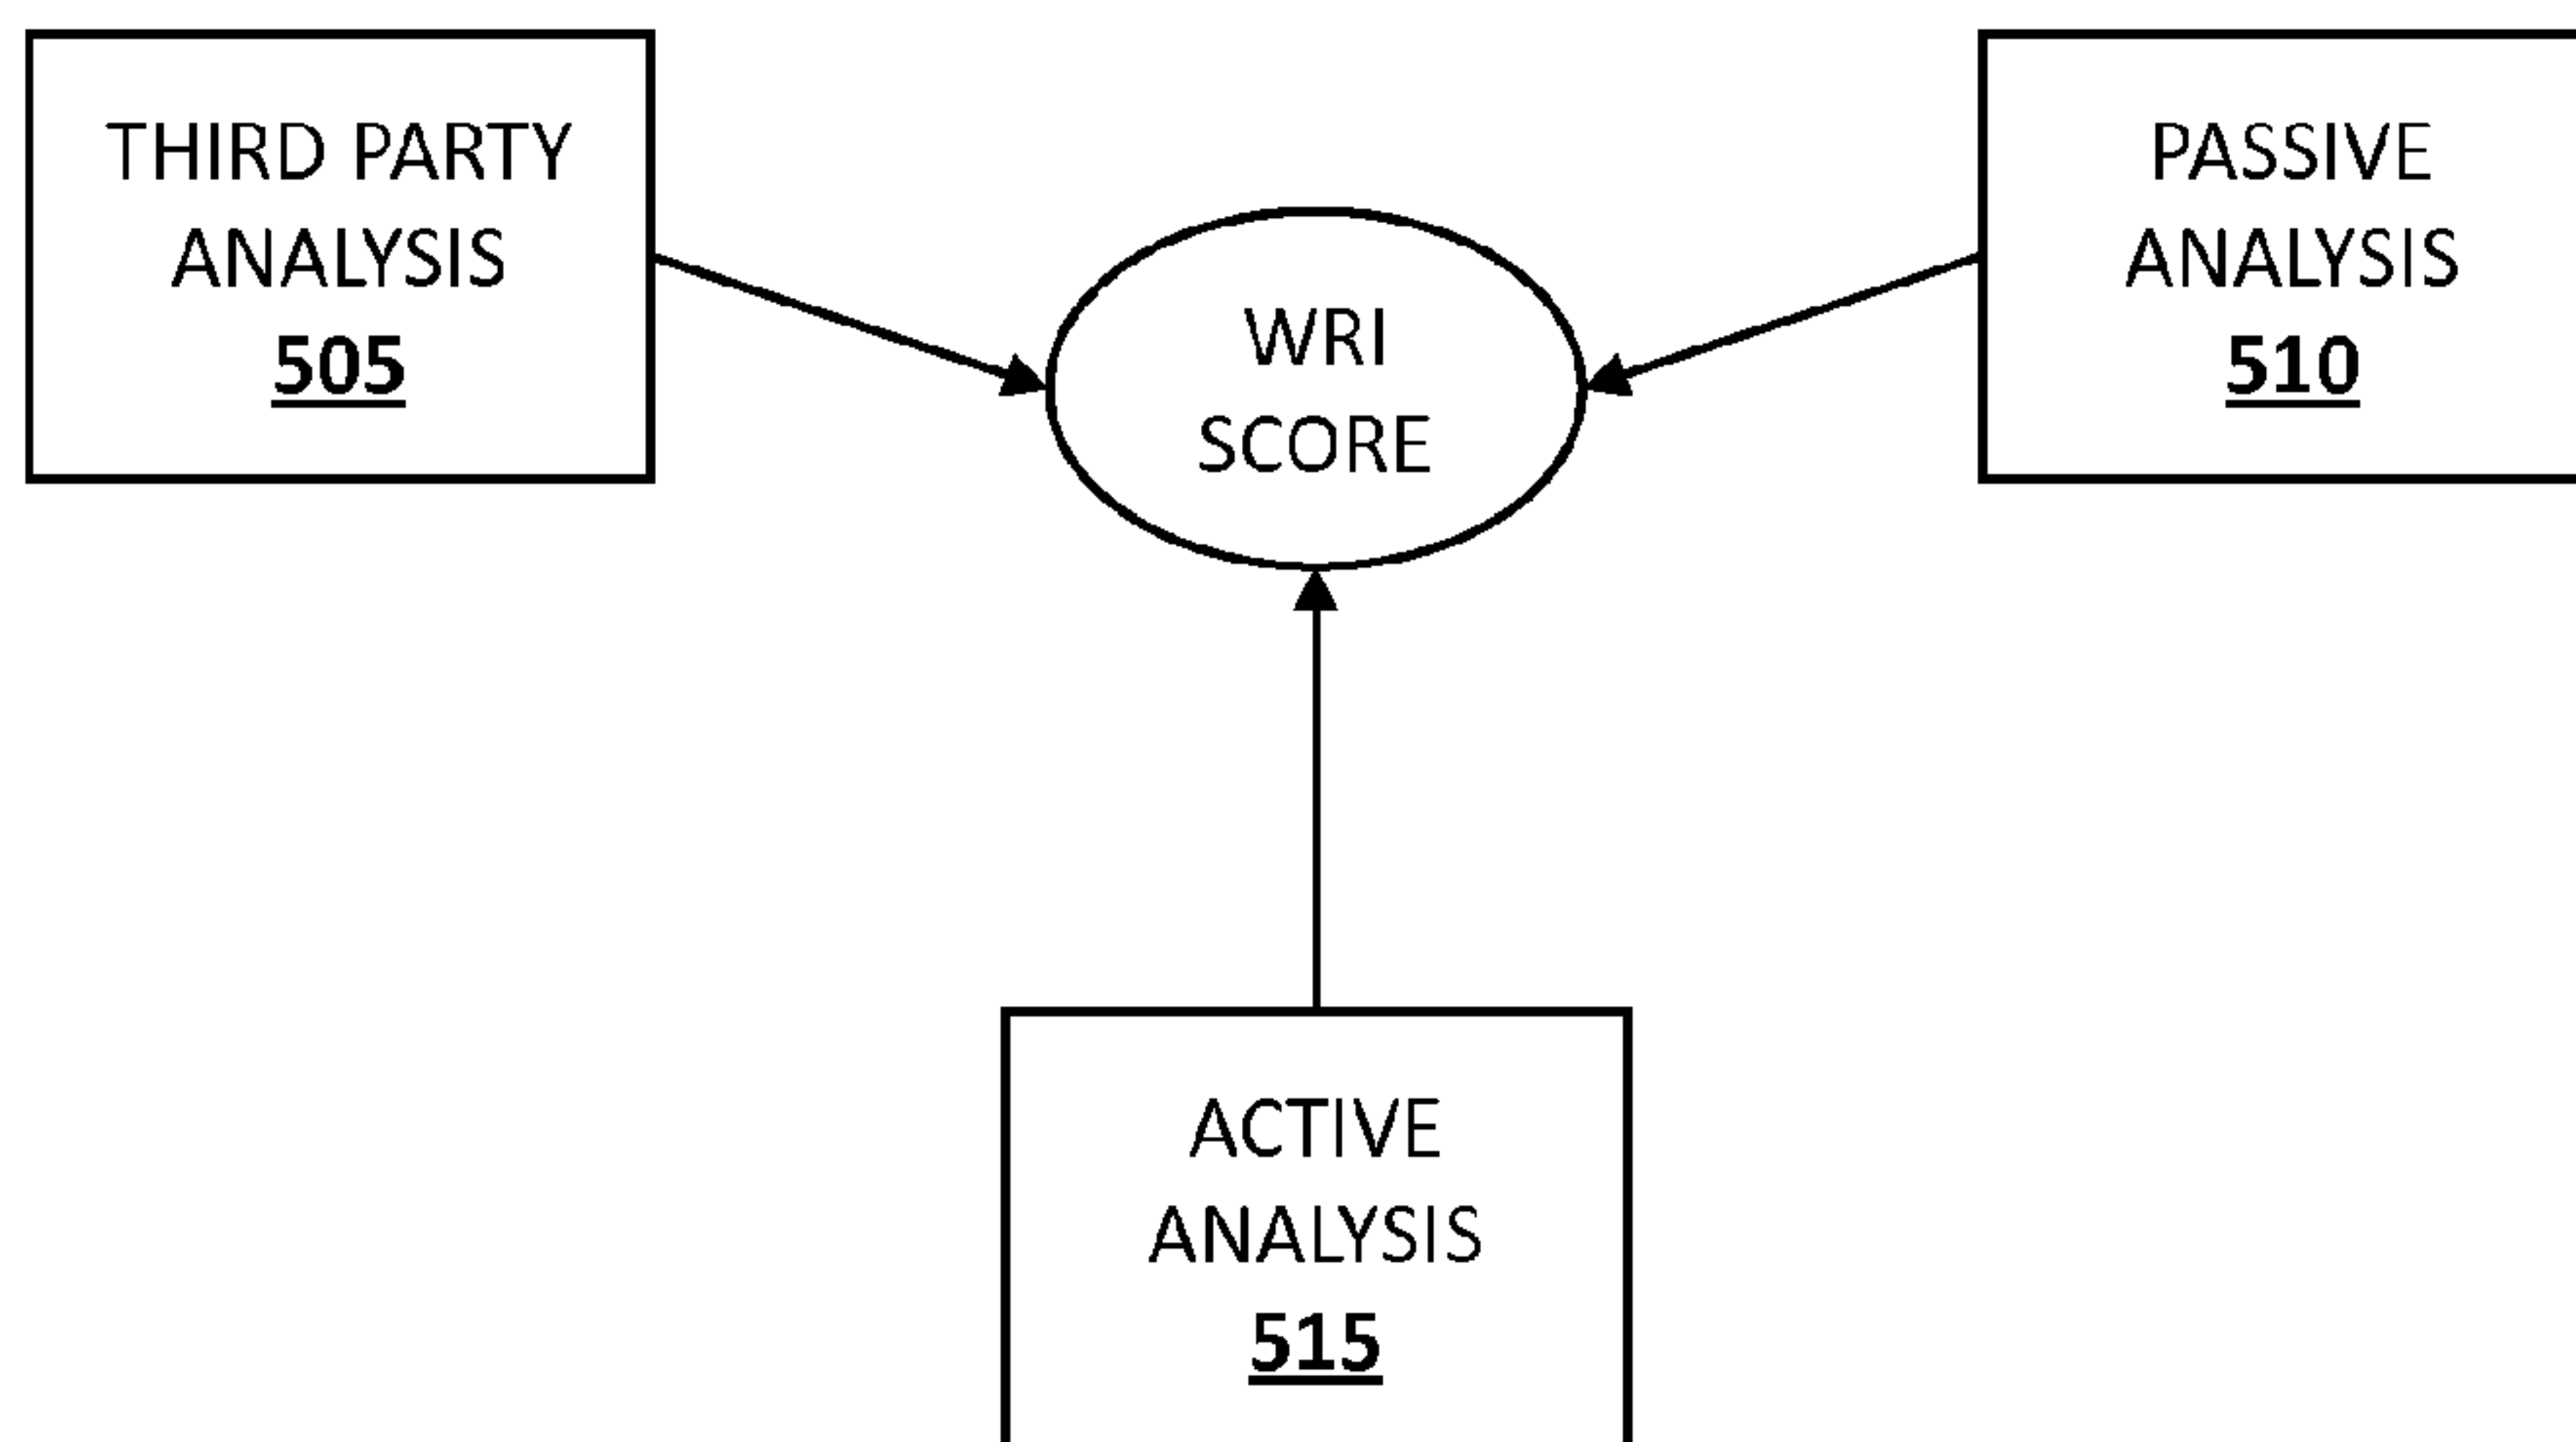 THIRD PARTY
ANALYSIS
505
WRI
SCORE
PASSIVE
ANALYSIS
510
ACTIVE
ANALYSIS
515